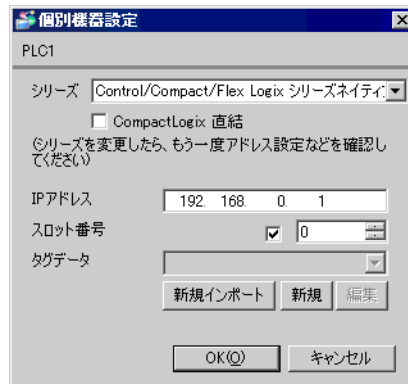 個別機器設定
PLC1
シリーズ Control/Compact/Flex Logix シリーズネイティ
CompactLogix 直結
(シリーズを変更したら、もう一度アドレス設定などを確認し
てください)
IPアドレス 192. 168. 0. 1
スロット番号 0
タグデータ
新規インポート 新規 編集
OK(O) キャンセル